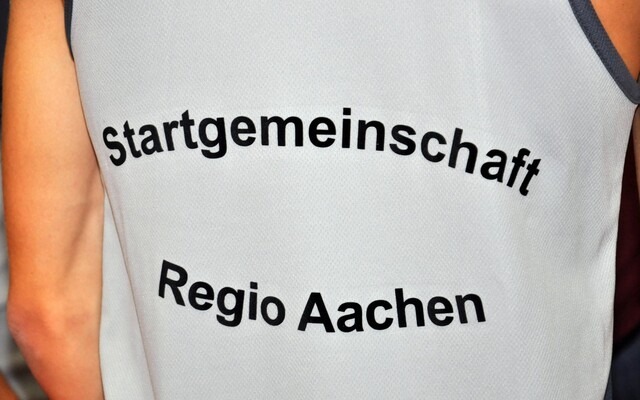 Startgemeinschaft
Regio Aachen